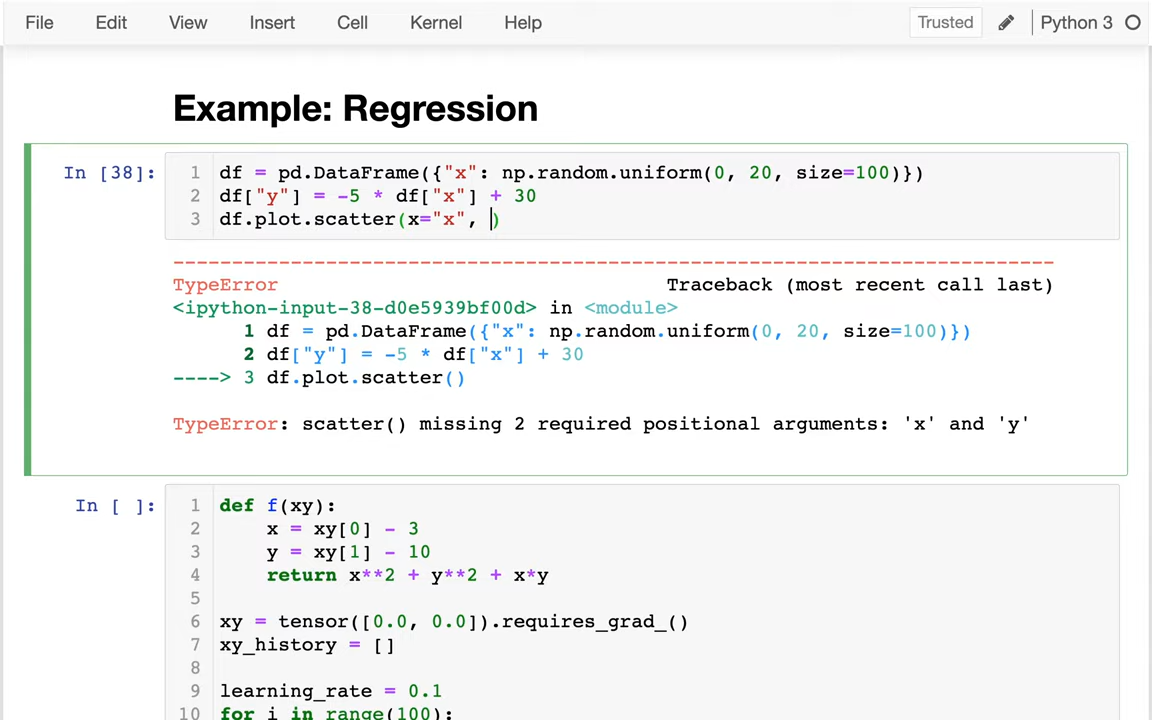 File Edit View Insert Cell Kernel Help Trusted Python 3
Example: Regression
In [38]: 1 df = pd.DataFrame({"x": np.random.uniform(0, 20, size=100)})
2 df["y"] = -5 * df["x"] + 30
3 df.plot.scatter(x="x", )
---------------------------------------------------------------------------
TypeError Traceback (most recent call last)
<ipython-input-38-d0e5939bf00d> in <module>
1 df = pd.DataFrame({"x": np.random.uniform(0, 20, size=100)})
2 df["y"] = -5 * df["x"] + 30
----> 3 df.plot.scatter()
TypeError: scatter() missing 2 required positional arguments: 'x' and 'y'
In [ ]: 1 def f(xy):
2 x = xy[0] - 3
3 y = xy[1] - 10
4 return x**2 + y**2 + x*y
5
6 xy = tensor([0.0, 0.0]).requires_grad_()
7 xy_history = []
8
9 learning_rate = 0.1
10 for i in range(100):